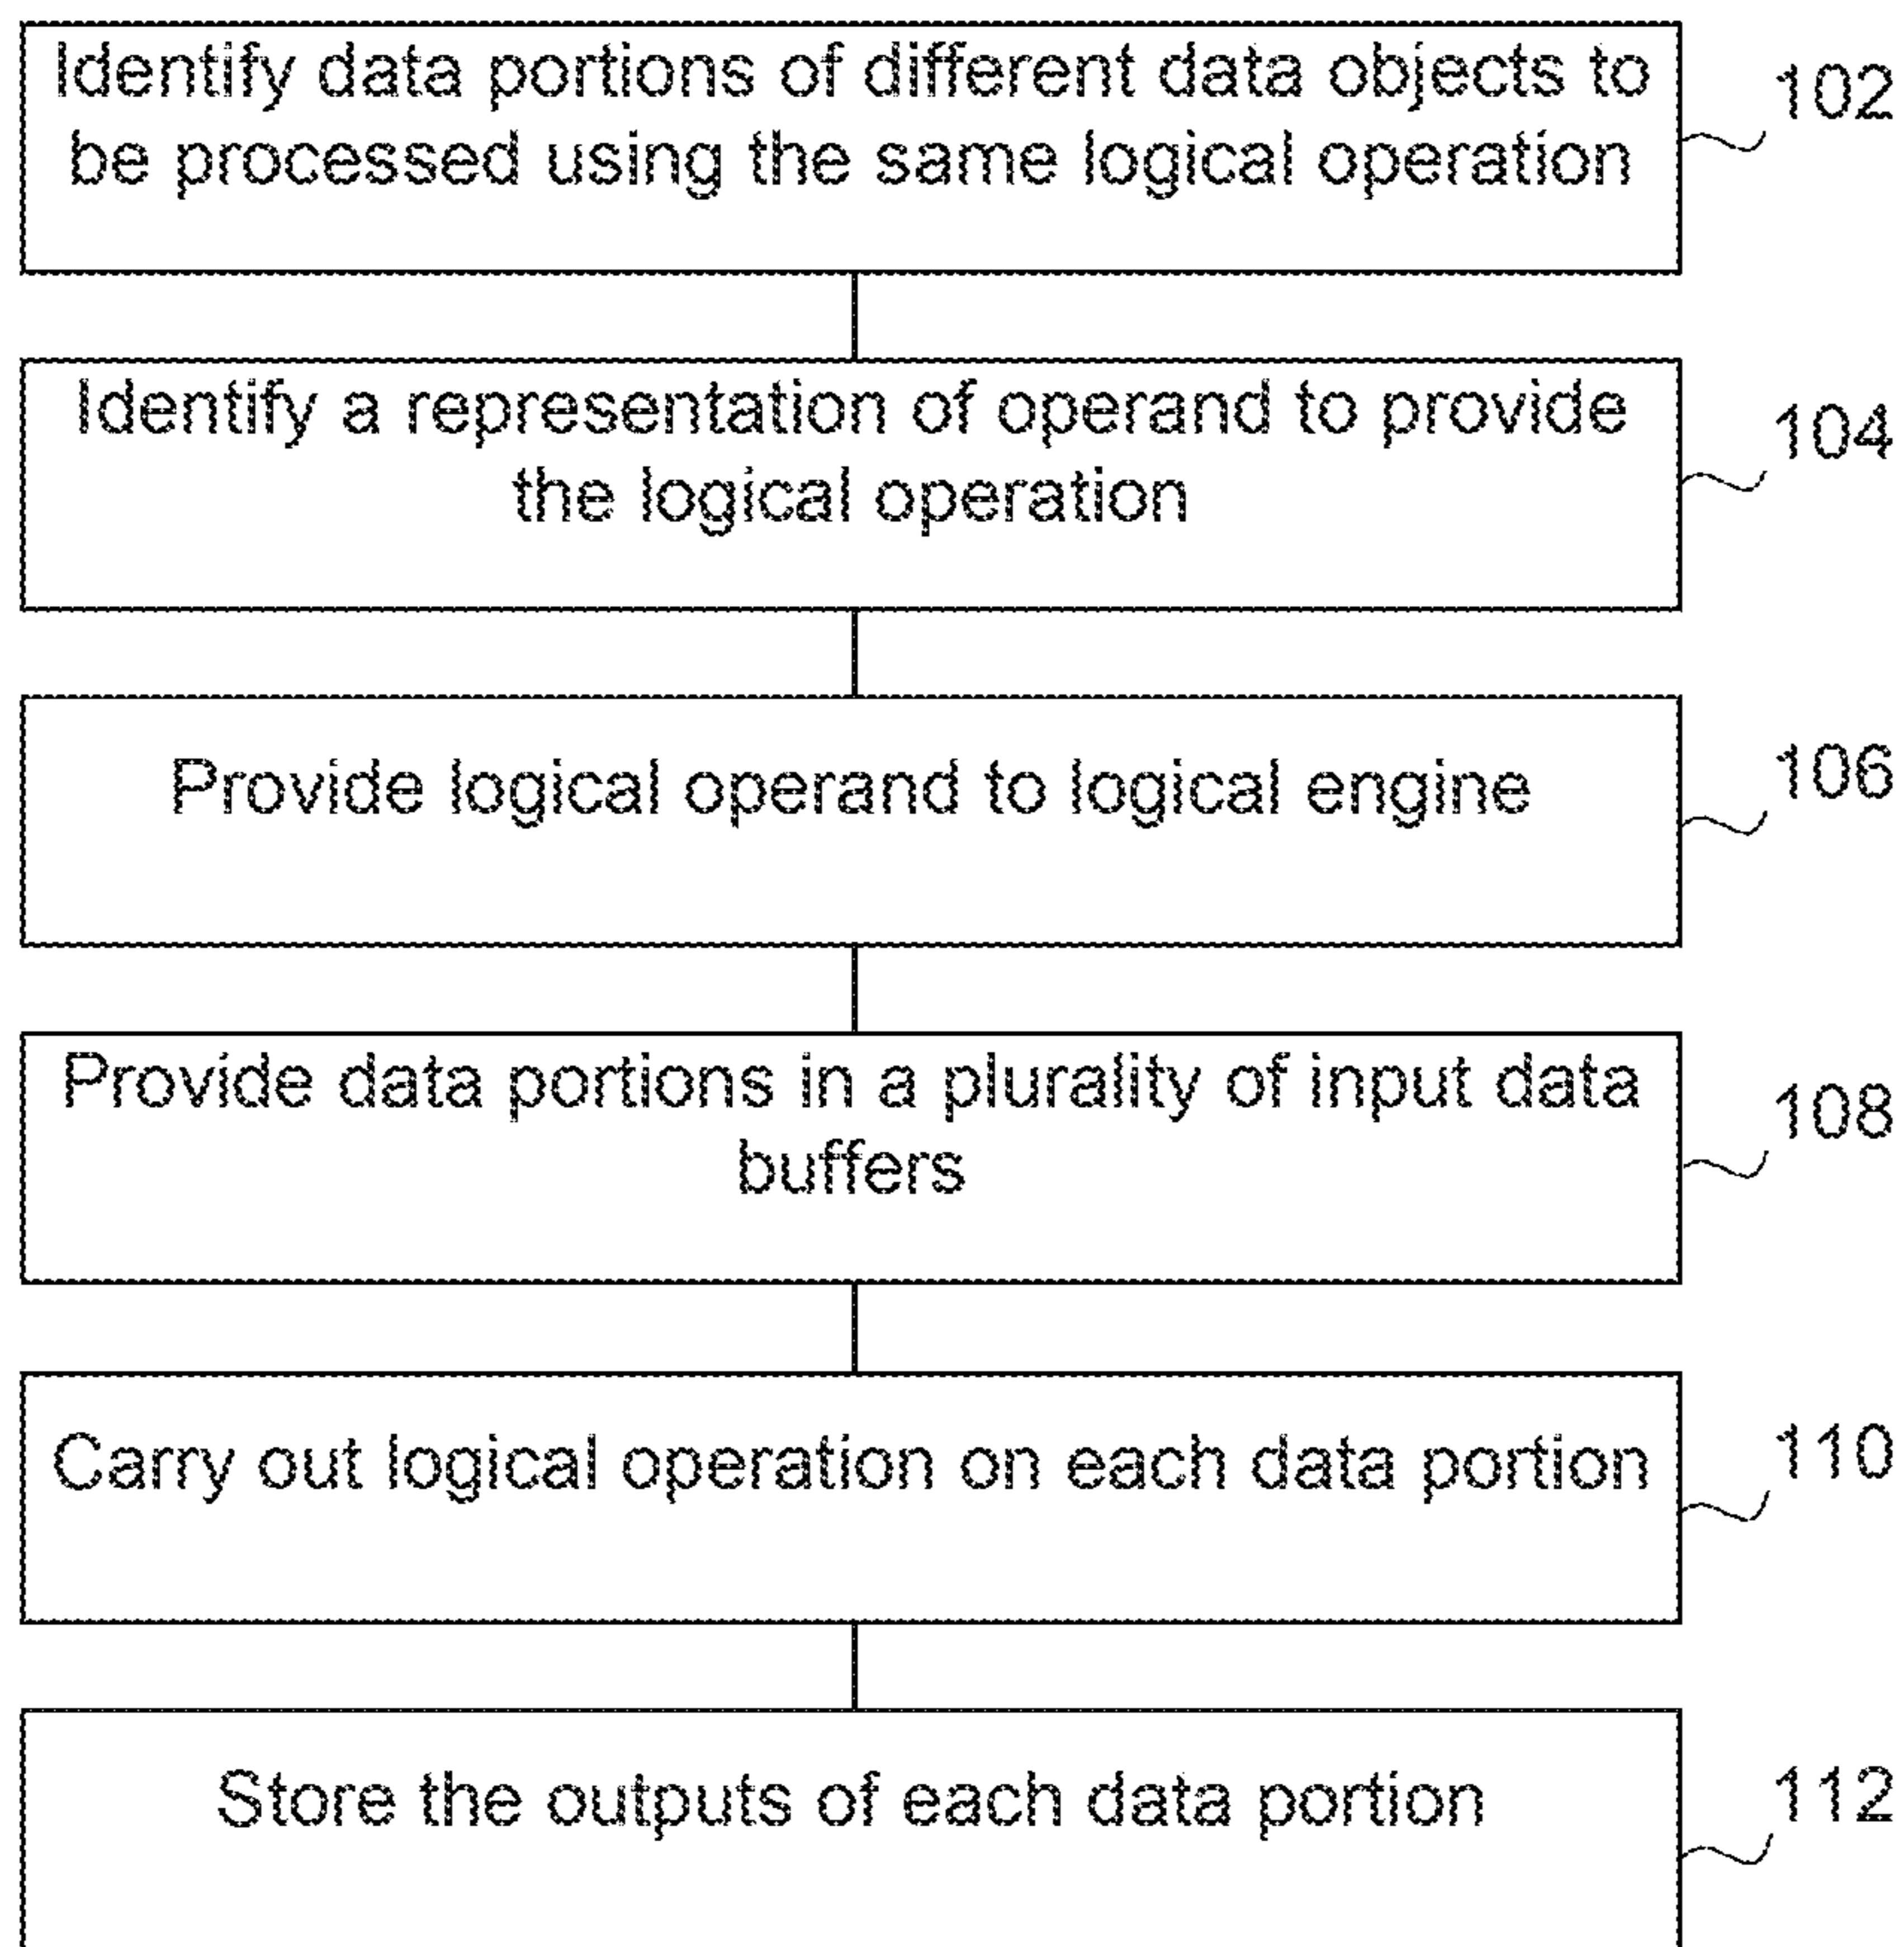 Identify data portions of different data objects to
be processed using the same logical operation
102
Identify a representation of operand to provide
the logical operation
104
Provide logical operand to logical engine
106
Provide data portions in a plurality of input data
buffers
108
Carry out logical operation on each data portion
110
Store the outputs of each data portion
112